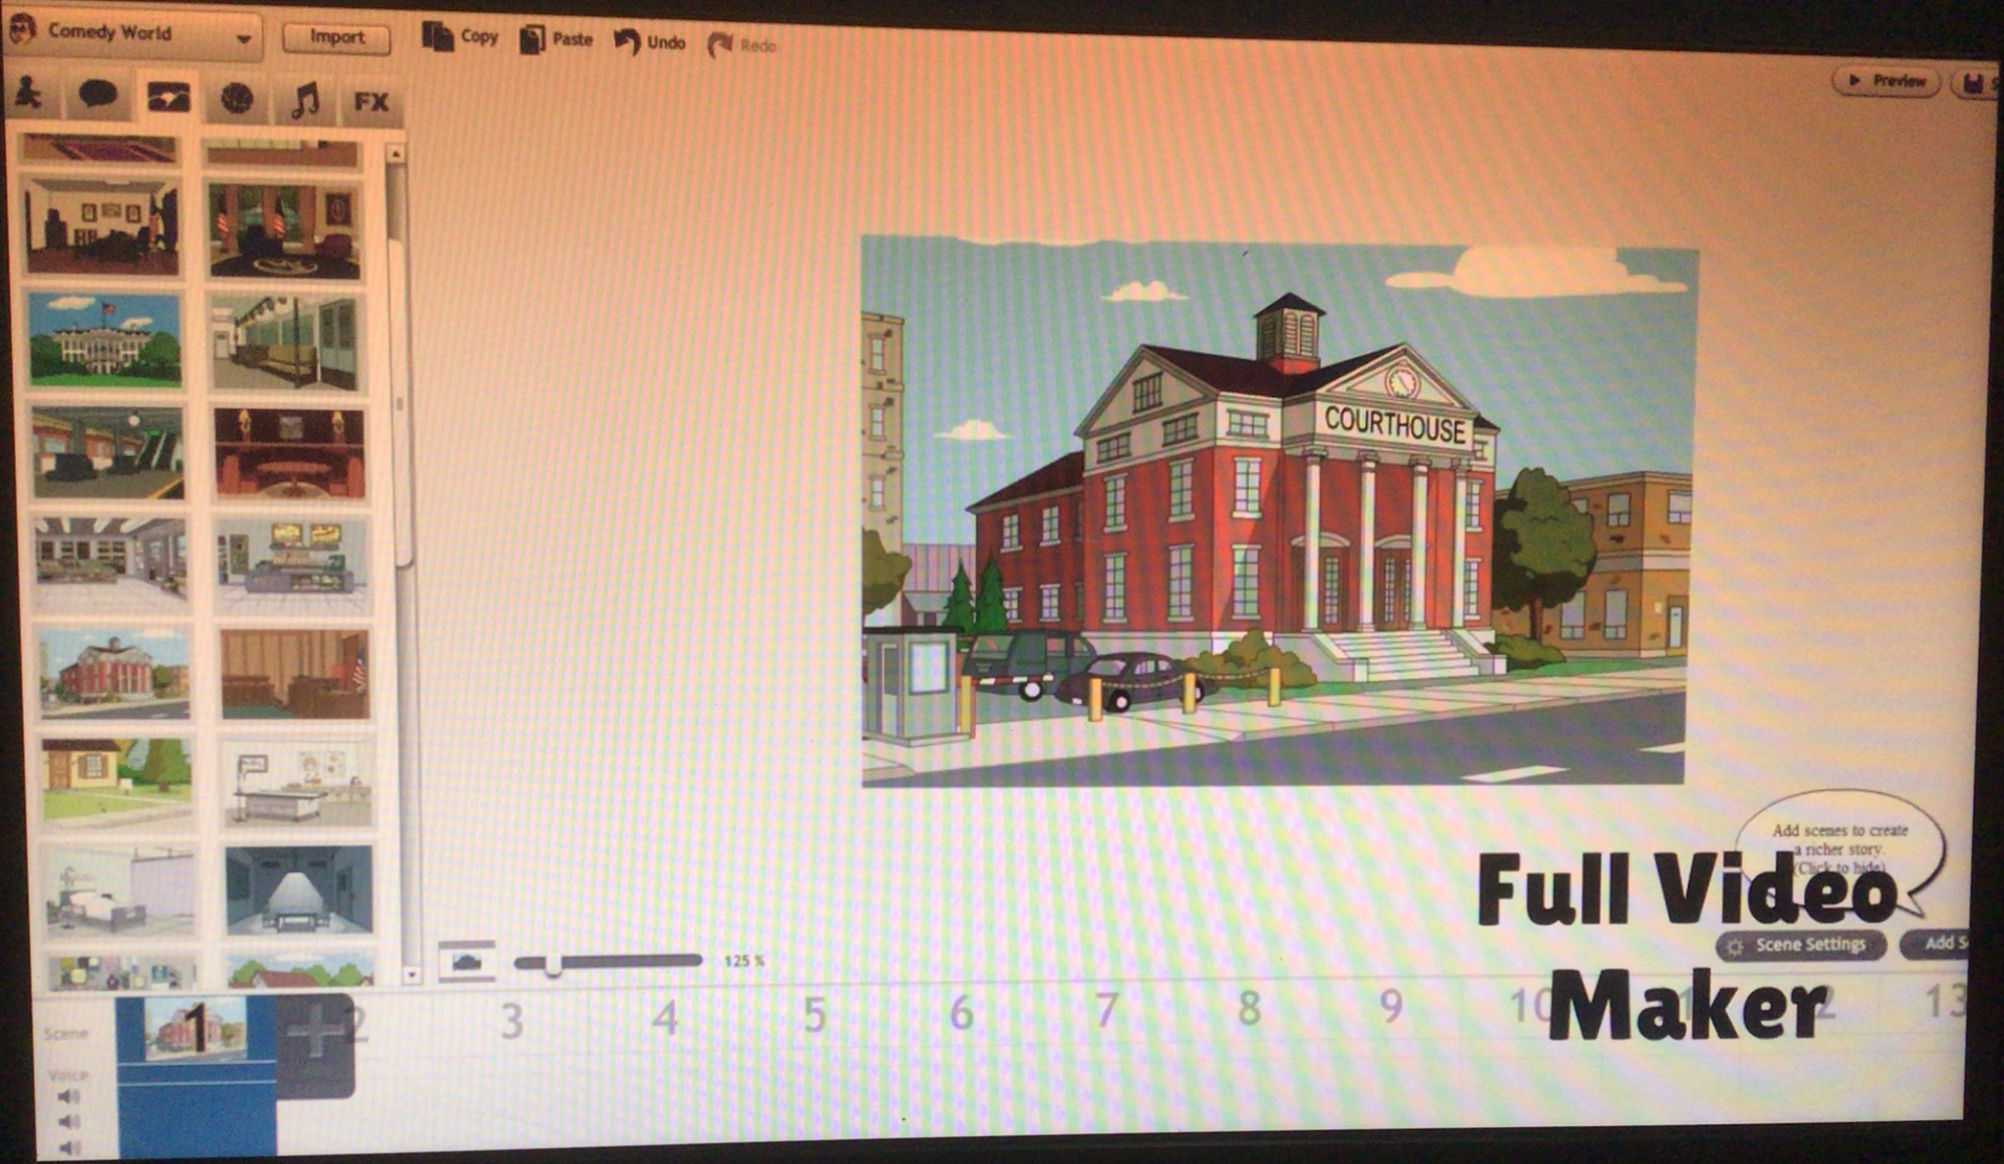 Comedy World
Import
Copy
Paste
Undo
Redo
FX
Preview
S
COURTHOUSE
Add scenes to create
a richer story.
(Click to hide)
Full Video
Maker
Scene Settings
Add S
125 %
Scene
1
2
3
4
5
6
7
8
9
10
13
Voice